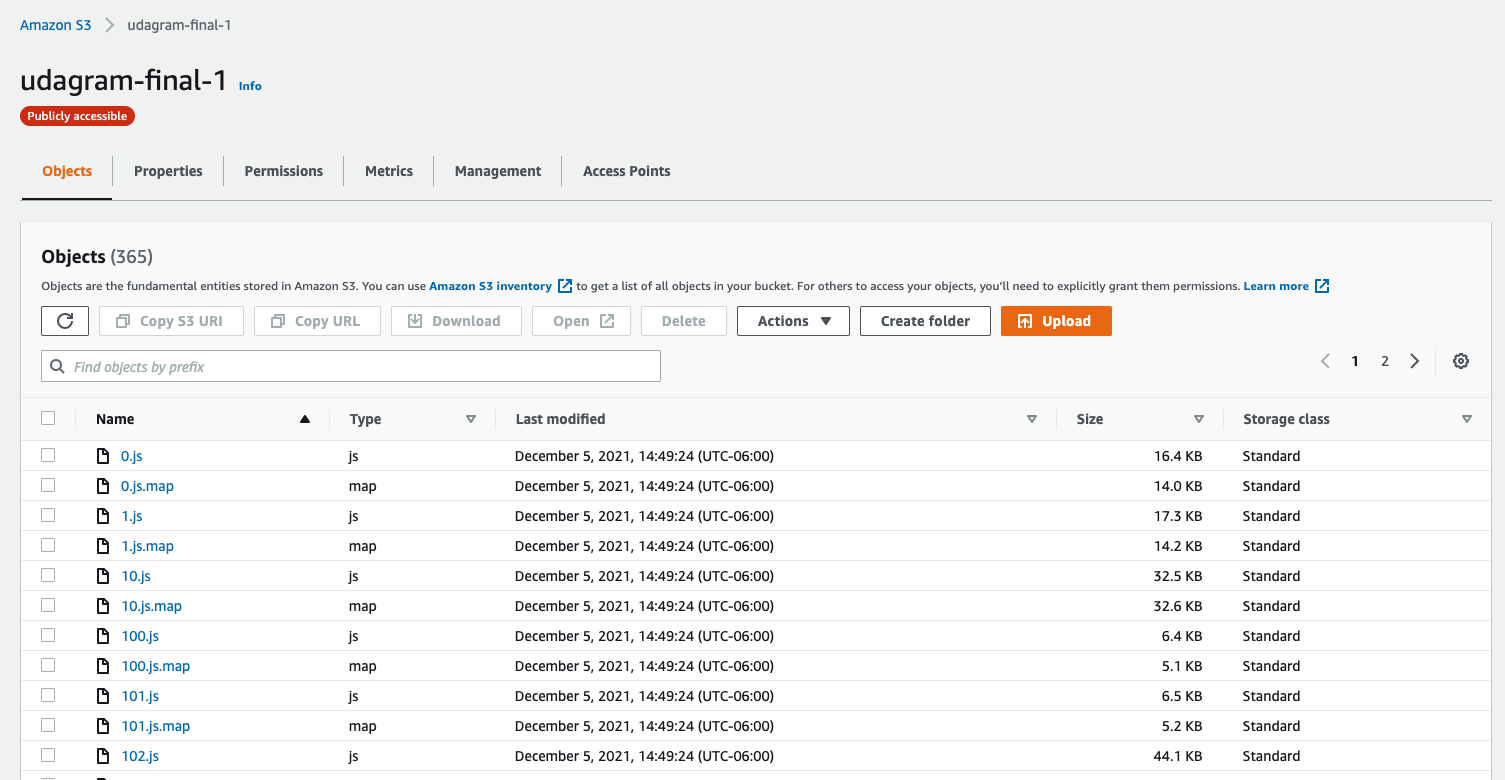 Amazon S3 > udagram-final-1
udagram-final-1 Info
Publicly accessible
Objects Properties Permissions Metrics Management Access Points
Objects (365)
Objects are the fundamental entities stored in Amazon S3. You can use Amazon S3 inventory to get a list of all objects in your bucket. For others to access your objects, you'll need to explicitly grant them permissions. Learn more
Copy S3 URI Copy URL Download Open Delete Actions Create folder Upload
Find objects by prefix 1 2
Name Type Last modified Size Storage class
0.js js December 5, 2021, 14:49:24 (UTC-06:00) 16.4 KB Standard
0.js.map map December 5, 2021, 14:49:24 (UTC-06:00) 14.0 KB Standard
1.js js December 5, 2021, 14:49:24 (UTC-06:00) 17.3 KB Standard
1.js.map map December 5, 2021, 14:49:24 (UTC-06:00) 14.2 KB Standard
10.js js December 5, 2021, 14:49:24 (UTC-06:00) 32.5 KB Standard
10.js.map map December 5, 2021, 14:49:24 (UTC-06:00) 32.6 KB Standard
100.js js December 5, 2021, 14:49:24 (UTC-06:00) 6.4 KB Standard
100.js.map map December 5, 2021, 14:49:24 (UTC-06:00) 5.1 KB Standard
101.js js December 5, 2021, 14:49:24 (UTC-06:00) 6.5 KB Standard
101.js.map map December 5, 2021, 14:49:24 (UTC-06:00) 5.2 KB Standard
102.js js December 5, 2021, 14:49:24 (UTC-06:00) 44.1 KB Standard